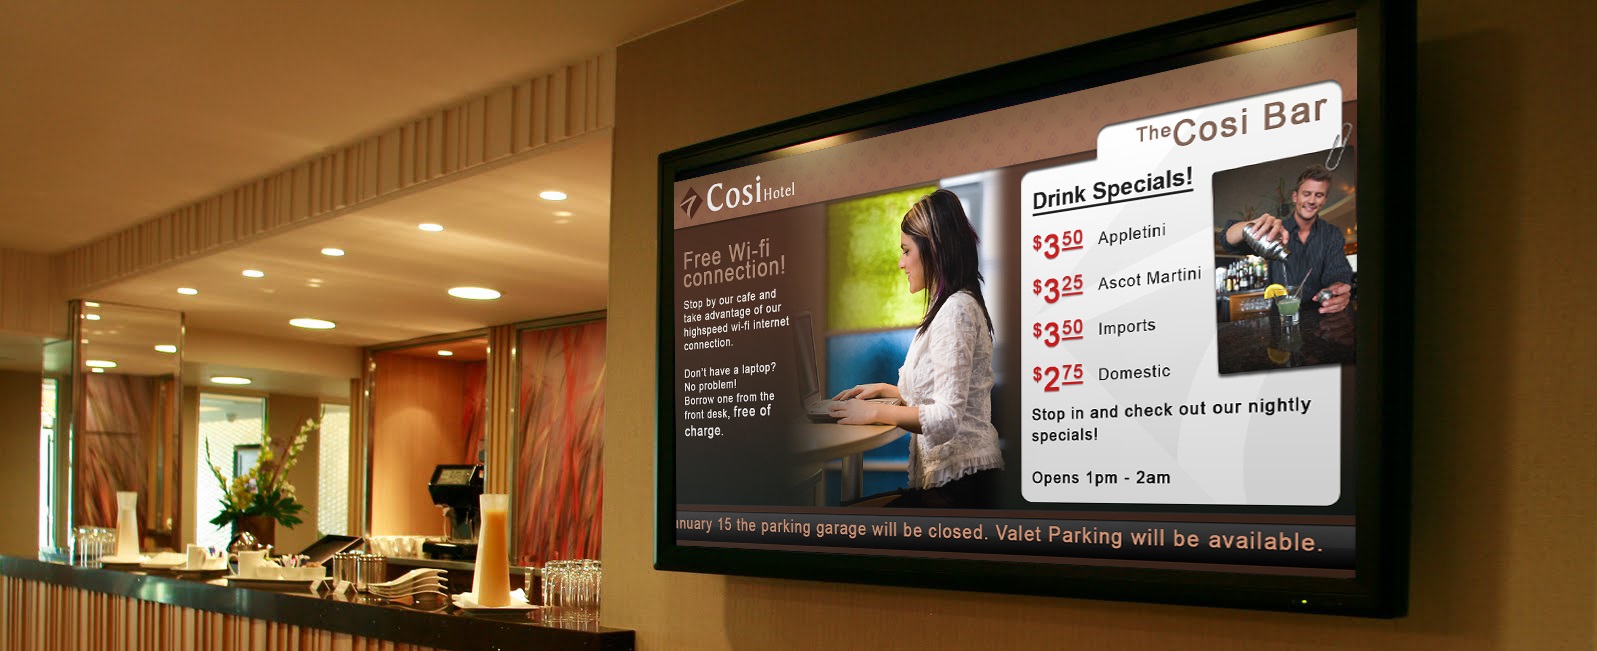 Cosi Hotel
Free Wi-fi
connection!
Stop by our cafe and
take advantage of our
highspeed wi-fi internet
connection.
Don't have a laptop?
No problem!
Borrow one from the
front desk, free of
charge.
The Cosi Bar
Drink Specials!
$3 50 Appletini
$3 25 Ascot Martini
$3 50 Imports
$2 75 Domestic
Stop in and check out our nightly
specials!
Opens 1pm - 2am
anuary 15 the parking garage will be closed. Valet Parking will be available.